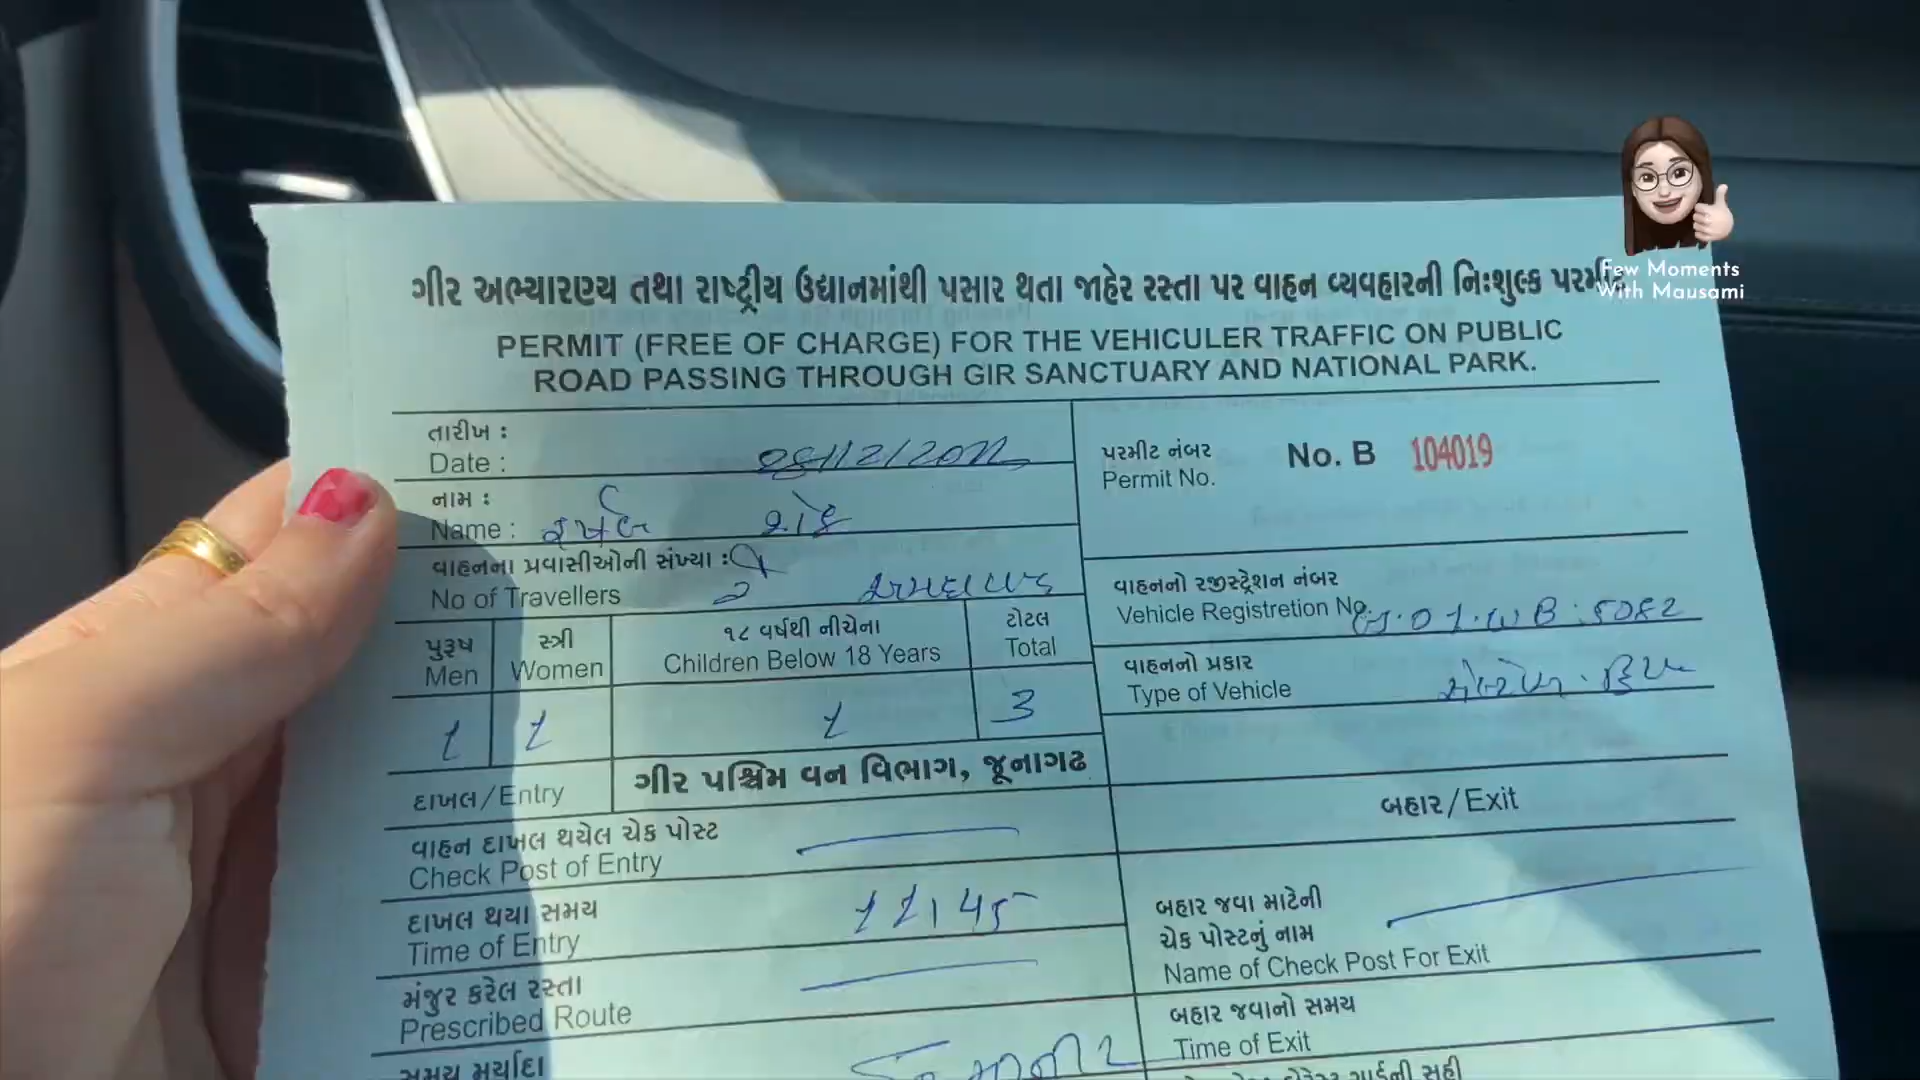 Few Moments
With Mausami
ગીર અભ્યારણ્ય તથા રાષ્ટ્રીય ઉદ્યાનમાંથી પસાર થતા જાહેર રસ્તા પર વાહન વ્યવહારની નિઃશુલ્ક
PERMIT (FREE OF CHARGE) FOR THE VEHICULER TRAFFIC ON PUBLIC
ROAD PASSING THROUGH GIR SANCTUARY AND NATIONAL PARK.
તારીખ :
Date :
પરમીટ નંબર
Permit No.
No. B 104019
નામ :
Name :
વાહનના પ્રવાસીઓની સંખ્યા :
No of Travellers
વાહનનો રજીસ્ટ્રેશન નંબર
Vehicle Registretion No.
પુરૂષ
Men
સ્ત્રી
Women
૧૮ વર્ષથી નીચેના
Children Below 18 Years
ટોટલ
Total
વાહનનો પ્રકાર
Type of Vehicle
1 1 1 3
દાખલ / Entry
ગીર પશ્ચિમ વન વિભાગ, જૂનાગઢ
બહાર / Exit
વાહન દાખલ થયેલ ચેક પોસ્ટ
Check Post of Entry
દાખલ થયા સમય
Time of Entry
11:45
બહાર જવા માટેની
ચેક પોસ્ટનું નામ
Name of Check Post For Exit
મંજુર કરેલ રસ્તા
Prescribed Route
બહાર જવાનો સમય
Time of Exit
સમય મર્યાદા